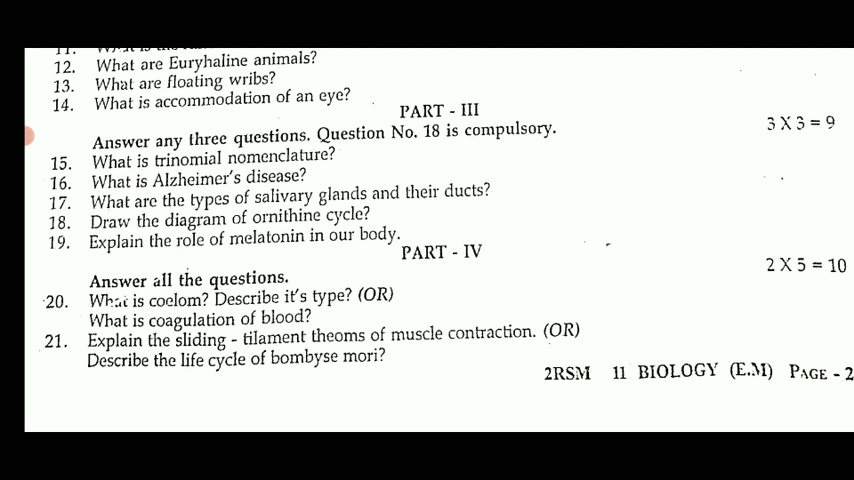 12. What are Euryhaline animals?
13. What are floating wribs?
14. What is accommodation of an eye?
PART - III
Answer any three questions. Question No. 18 is compulsory. 3 X 3 = 9
15. What is trinomial nomenclature?
16. What is Alzheimer's disease?
17. What are the types of salivary glands and their ducts?
18. Draw the diagram of ornithine cycle?
19. Explain the role of melatonin in our body.
PART - IV
Answer all the questions. 2 X 5 = 10
20. What is coelom? Describe it's type? (OR)
What is coagulation of blood?
21. Explain the sliding - tilament theoms of muscle contraction. (OR)
Describe the life cycle of bombyse mori?
2RSM 11 BIOLOGY (E.M) PAGE - 2